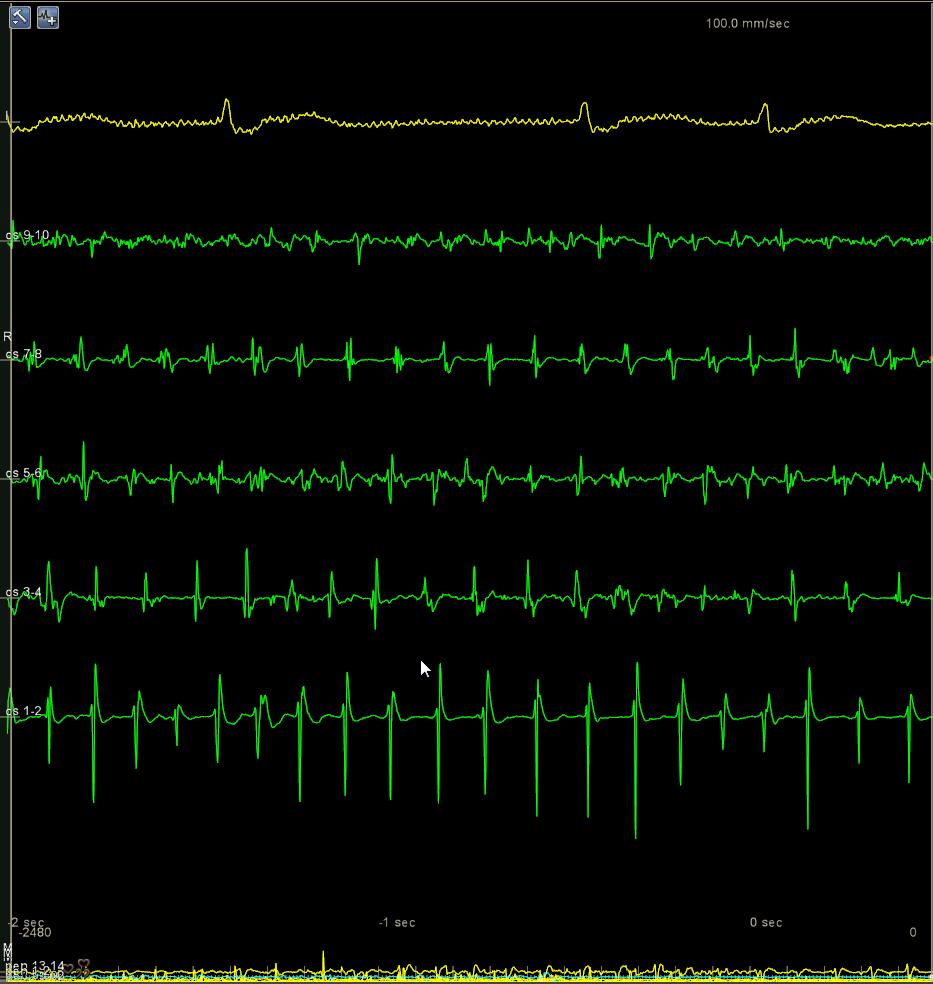 100.0 mm/sec
cs 9-10
R
cs 7-8
cs 5-6
cs 3-4
cs 1-2
-2 sec
-1 sec
0 sec
-2480
0